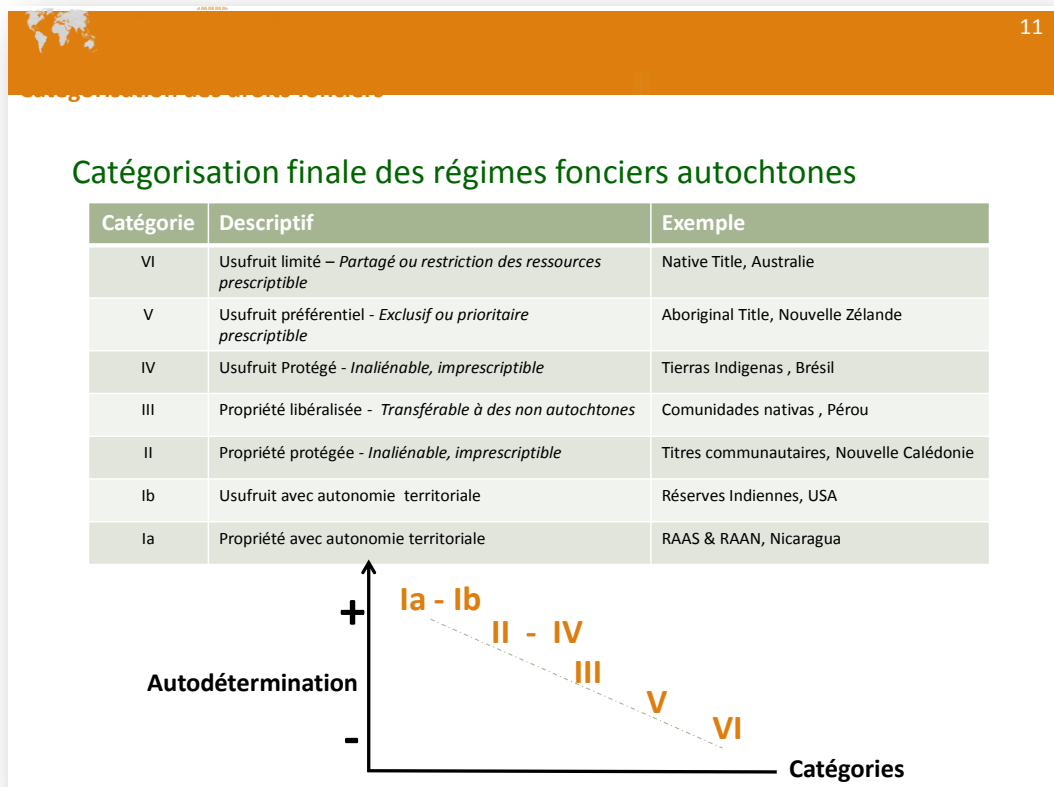 11
Catégorisation des droits fonciers
Catégorisation finale des régimes fonciers autochtones
Catégorie Descriptif Exemple
VI Usufruit limité – Partagé ou restriction des ressources Native Title, Australie
prescriptible
V Usufruit préférentiel - Exclusif ou prioritaire Aboriginal Title, Nouvelle Zélande
prescriptible
IV Usufruit Protégé - Inaliénable, imprescriptible Tierras Indigenas , Brésil
III Propriété libéralisée - Transférable à des non autochtones Comunidades nativas , Pérou
II Propriété protégée - Inaliénable, imprescriptible Titres communautaires, Nouvelle Calédonie
Ib Usufruit avec autonomie territoriale Réserves Indiennes, USA
Ia Propriété avec autonomie territoriale RAAS & RAAN, Nicaragua
+ Ia - Ib
II - IV
III
Autodétermination
V
VI
-
Catégories